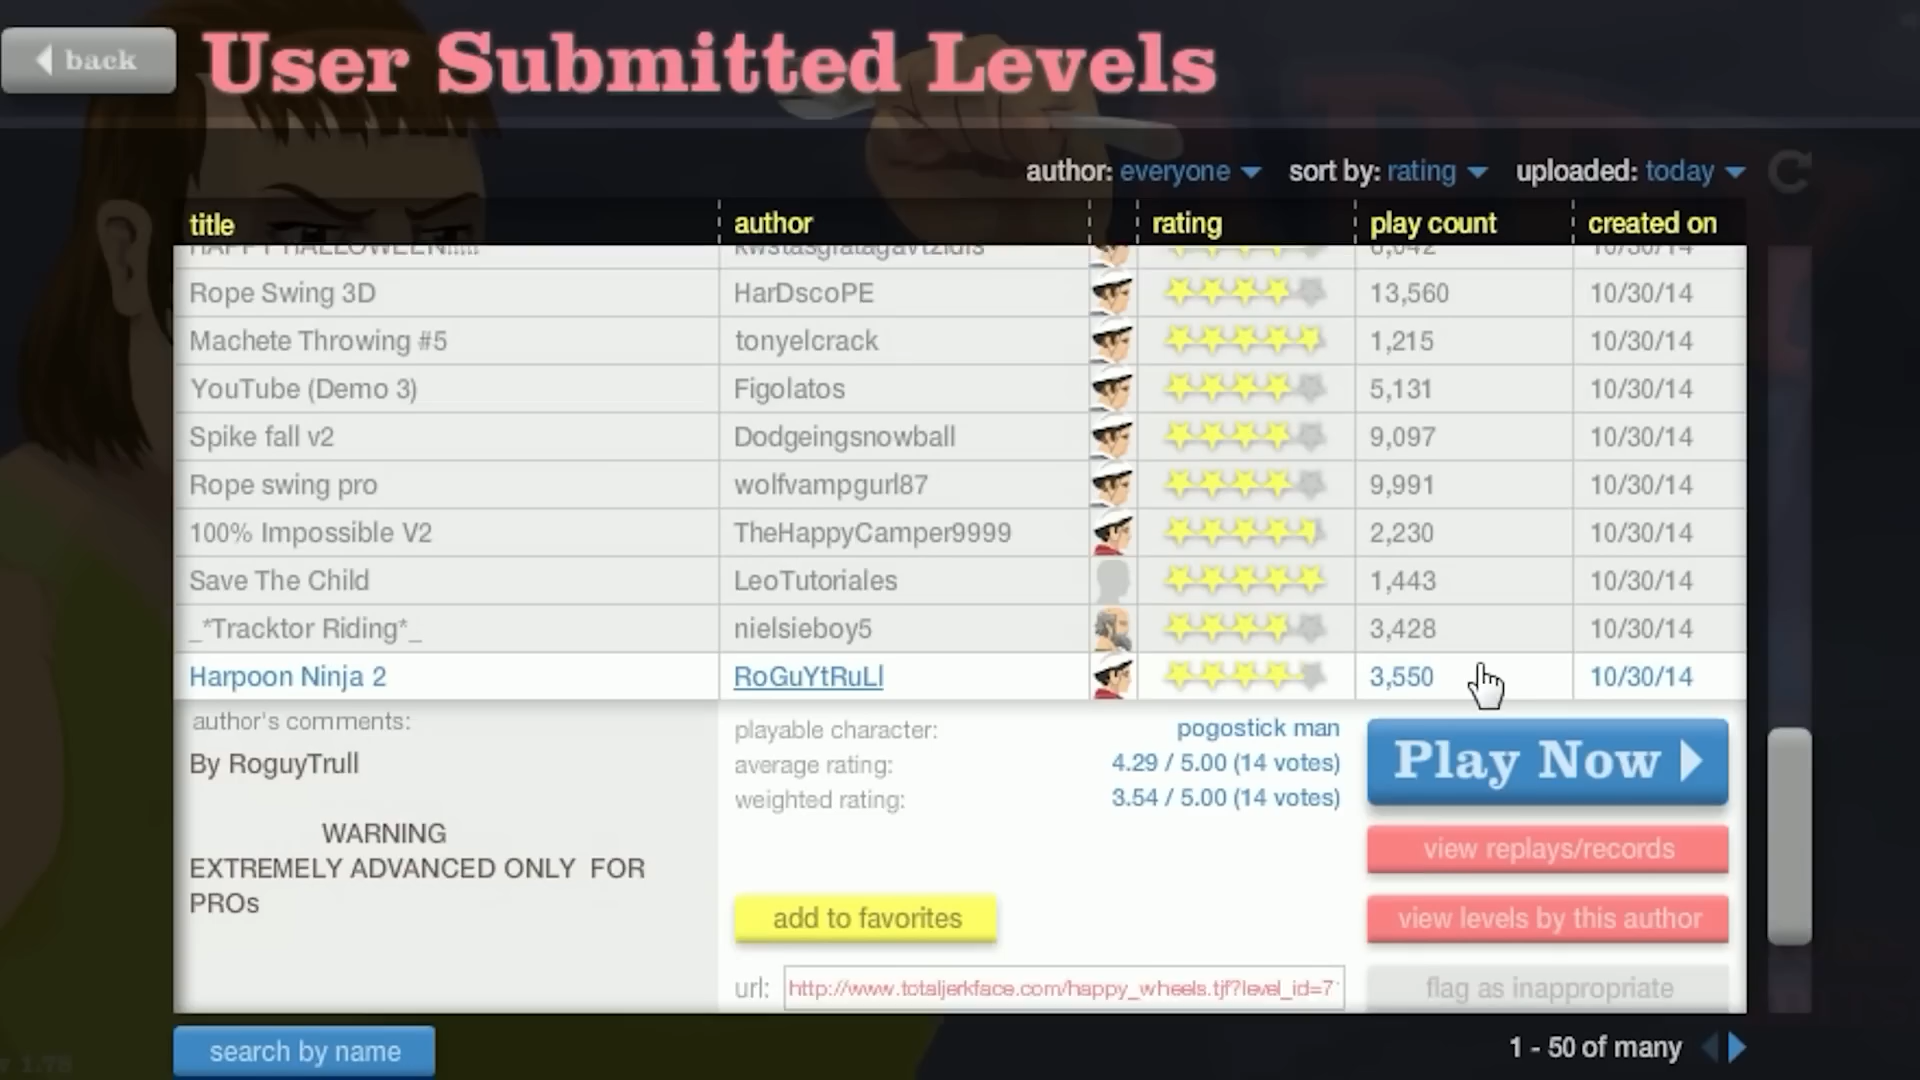 back
User Submitted Levels
author: everyone sort by: rating uploaded: today
title author rating play count created on
HAPPY HALLOWEEN!!!!! 10/30/14
Rope Swing 3D HarDscoPE 13,560 10/30/14
Machete Throwing #5 tonyelcrack 1,215 10/30/14
YouTube (Demo 3) Figolatos 5,131 10/30/14
Spike fall v2 Dodgeingsnowball 9,097 10/30/14
Rope swing pro wolfvampgurl87 9,991 10/30/14
100% Impossible V2 TheHappyCamper9999 2,230 10/30/14
Save The Child LeoTutoriales 1,443 10/30/14
_*Tracktor Riding*_ nielsieboy5 3,428 10/30/14
Harpoon Ninja 2 RoGuYtRuLl 3,550 10/30/14
author's comments:
By RoguyTrull
WARNING
EXTREMELY ADVANCED ONLY FOR
PROs
playable character: pogostick man
average rating: 4.29 / 5.00 (14 votes)
weighted rating: 3.54 / 5.00 (14 votes)
add to favorites
url: http://www.totaljerkface.com/happy_wheels.tjf?level_id=7
Play Now
view replays/records
view levels by this author
flag as inappropriate
search by name
1 - 50 of many
v 1.78